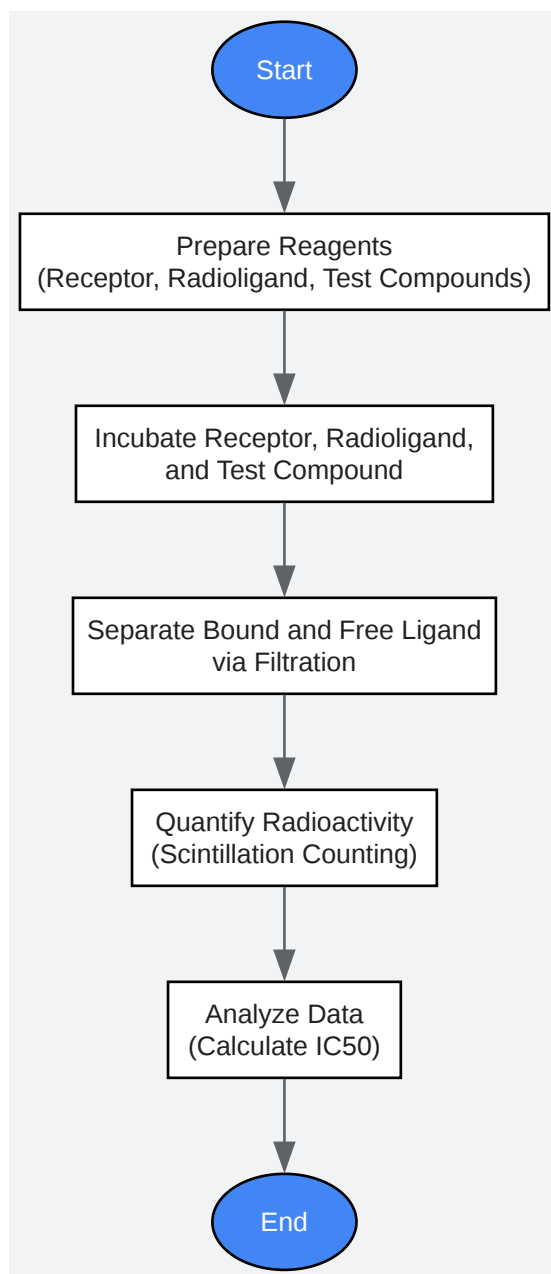 Start
Prepare Reagents
(Receptor, Radioligand, Test Compounds)
Incubate Receptor, Radioligand,
and Test Compound
Separate Bound and Free Ligand
via Filtration
Quantify Radioactivity
(Scintillation Counting)
Analyze Data
(Calculate IC50)
End